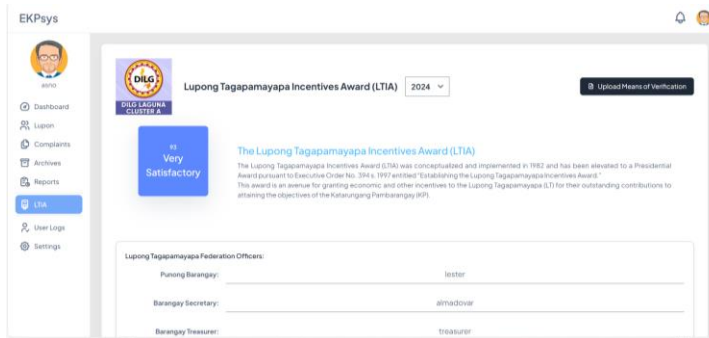 EKPsys
asno
Dashboard
Lupon
Complaints
Archives
Reports
LTIA
User Logs
Settings
DILG
DILG LAGUNA
CLUSTER A
Lupong Tagapamayapa Incentives Award (LTIA)
2024
Upload Means of Verification
93
Very
Satisfactory
The Lupong Tagapamayapa Incentives Award (LTIA)
The Lupong Tagapamayapa Incentives Award (LTIA) was conceptualized and implemented in 1982 and has been elevated to a Presidential
Award pursuant to Executive Order No. 394 s. 1997 entitled "Establishing the Lupong Tagapamayapa Incentives Award."
This award is an avenue for granting economic and other incentives to the Lupong Tagapamayapa (LT) for their outstanding contributions to
attaining the objectives of the Katarungang Pambarangay (KP).
Lupong Tagapamayapa Federation Officers:
Punong Barangay: lester
Barangay Secretary: almadovar
Barangay Treasurer: treasurer